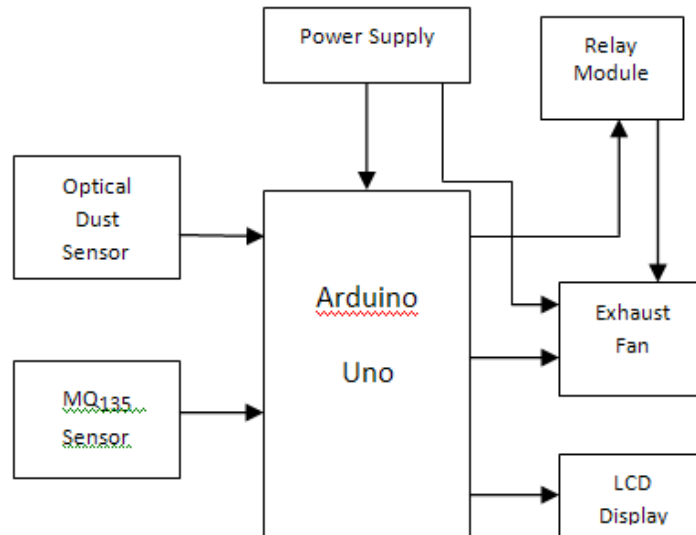 Power Supply
Relay
Module
Optical
Dust
Sensor
Arduino
Uno
Exhaust
Fan
MQ135
Sensor
LCD
Display